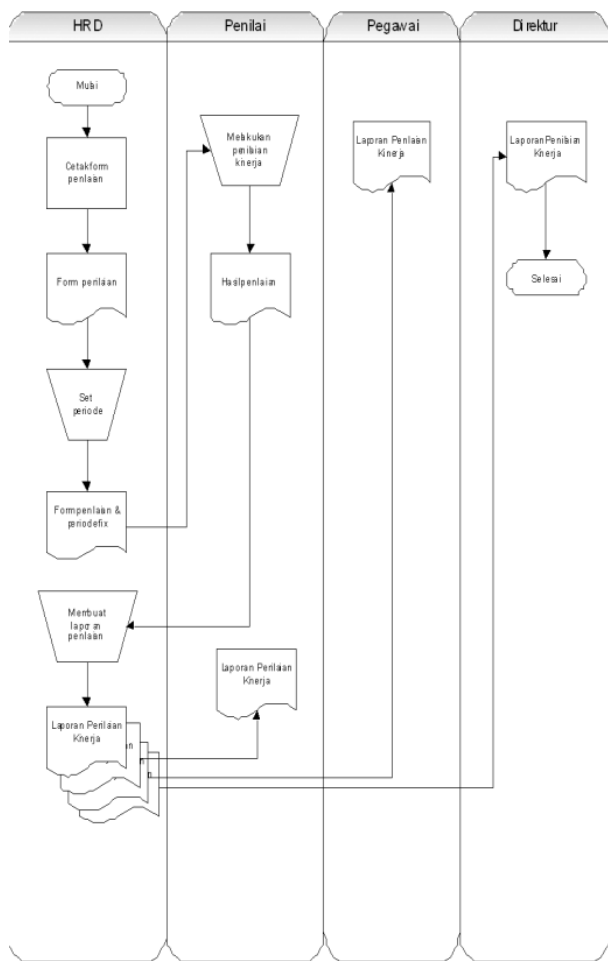 HRD
Penilai
Pegawai
Direktur
Mulai
Cetak form
penilaian
Form penilaian
Set
periode
Form penilaian &
periode fix
Membuat
laporan
penilaian
Laporan Penilaian
Kinerja
an
n
Melakukan
penilaian
kinerja
Hasil penilaian
Laporan Penilaian
Kinerja
Laporan Penilaian
Kinerja
Laporan Penilaian
Kinerja
Selesai